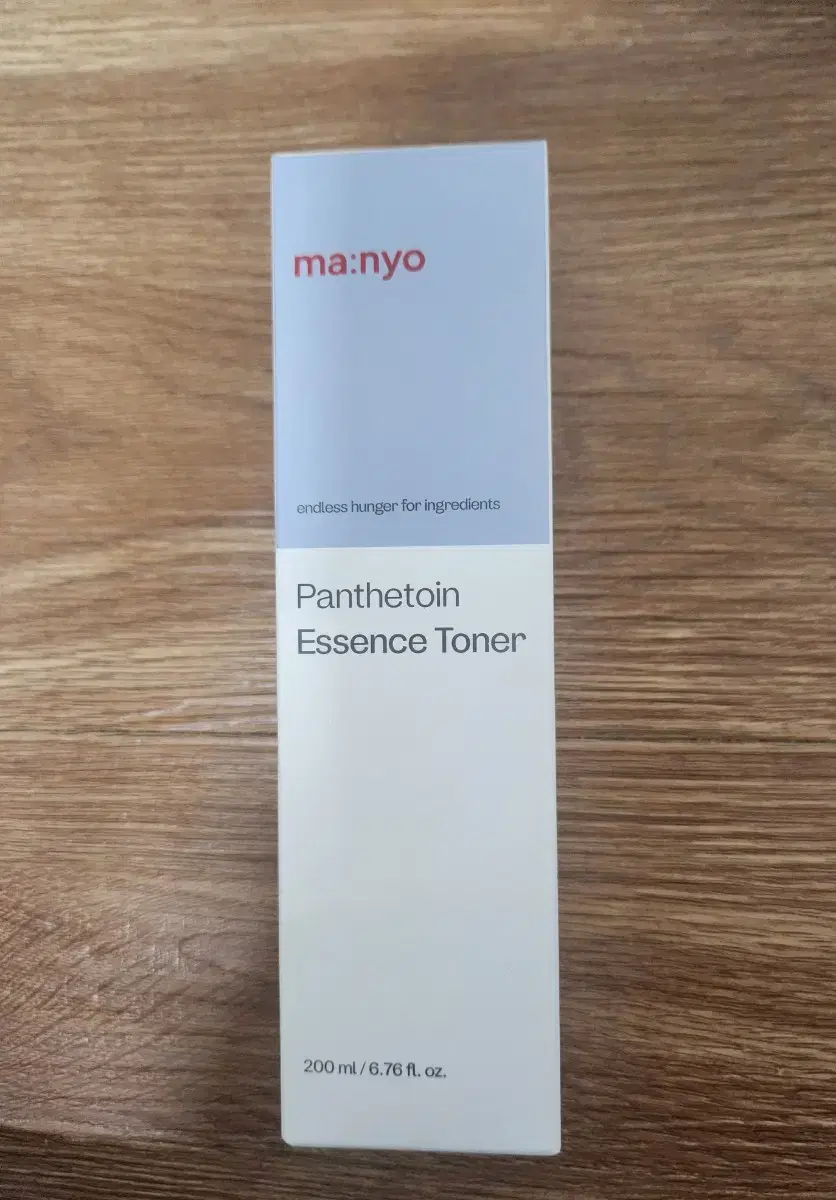 ma:nyo
endless hunger for ingredients
Panthetoin
Essence Toner
200 ml / 6.76 fl. oz.